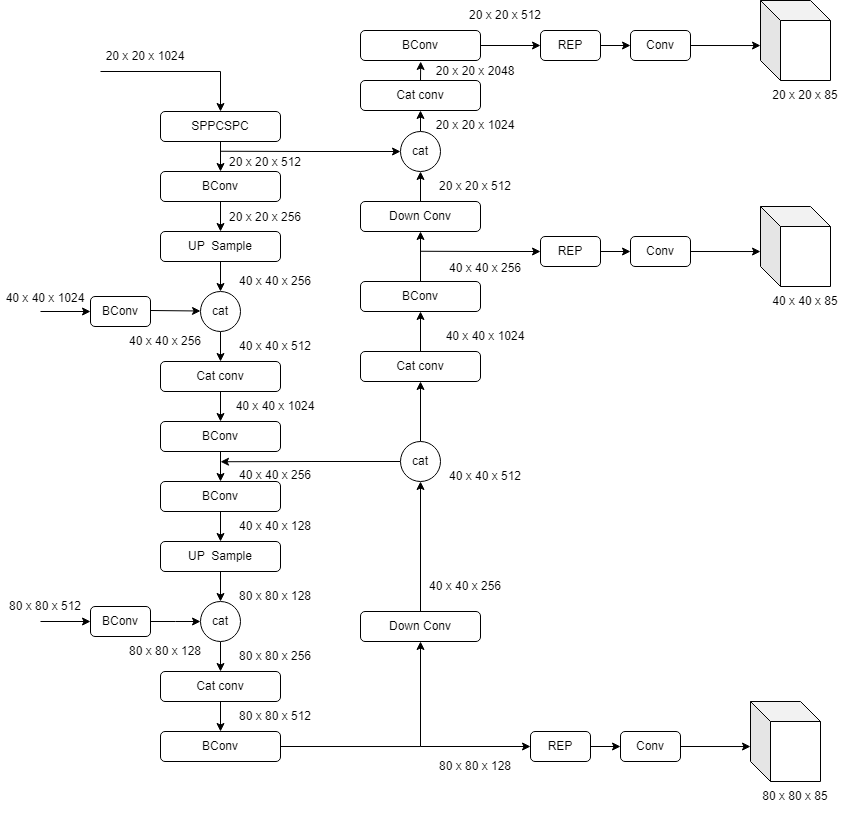 20 x 20 x 512
BConv
REP
Conv
20 x 20 x 1024
20 x 20 x 2048
Cat conv
20 x 20 x 85
SPPCSPC
20 x 20 x 1024
cat
20 x 20 x 512
BConv
20 x 20 x 512
20 x 20 x 256
Down Conv
UP Sample
REP
Conv
40 x 40 x 256
40 x 40 x 256
40 x 40 x 1024
BConv
cat
BConv
40 x 40 x 85
40 x 40 x 256
40 x 40 x 512
40 x 40 x 1024
Cat conv
Cat conv
40 x 40 x 1024
BConv
cat
40 x 40 x 256
40 x 40 x 512
BConv
40 x 40 x 128
UP Sample
40 x 40 x 256
80 x 80 x 128
80 x 80 x 512
BConv
cat
Down Conv
80 x 80 x 128
80 x 80 x 256
Cat conv
80 x 80 x 512
BConv
REP
Conv
80 x 80 x 128
80 x 80 x 85